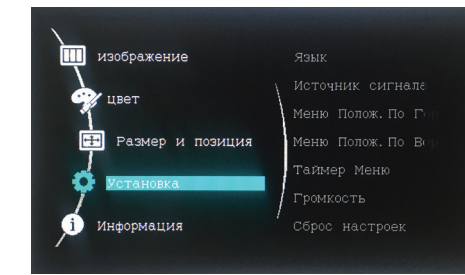 изображение
цвет
Размер и позиция
Установка
Информация
Язык
Источник сигнала
Меню Полож.По
Меню Полож.По
Таймер Меню
Громкость
Сброс настроек